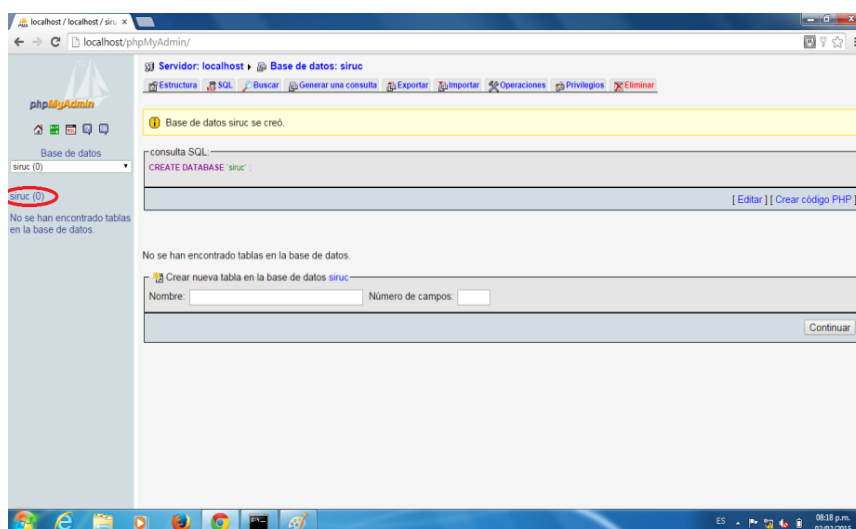 localhost / localhost / siru
localhost/phpMyAdmin/
phpMyAdmin
Base de datos
siruc (0)
siruc (0)
No se han encontrado tablas
en la base de datos.
Servidor: localhost ▸ Base de datos: siruc
Estructura SQL Buscar Generar una consulta Exportar Importar Operaciones Privilegios Eliminar
Base de datos siruc se creó.
consulta SQL:
CREATE DATABASE `siruc` ;
[ Editar ] [ Crear código PHP ]
No se han encontrado tablas en la base de datos.
Crear nueva tabla en la base de datos siruc
Nombre: Número de campos:
Continuar
ES 08:18 p.m.
02/02/2015